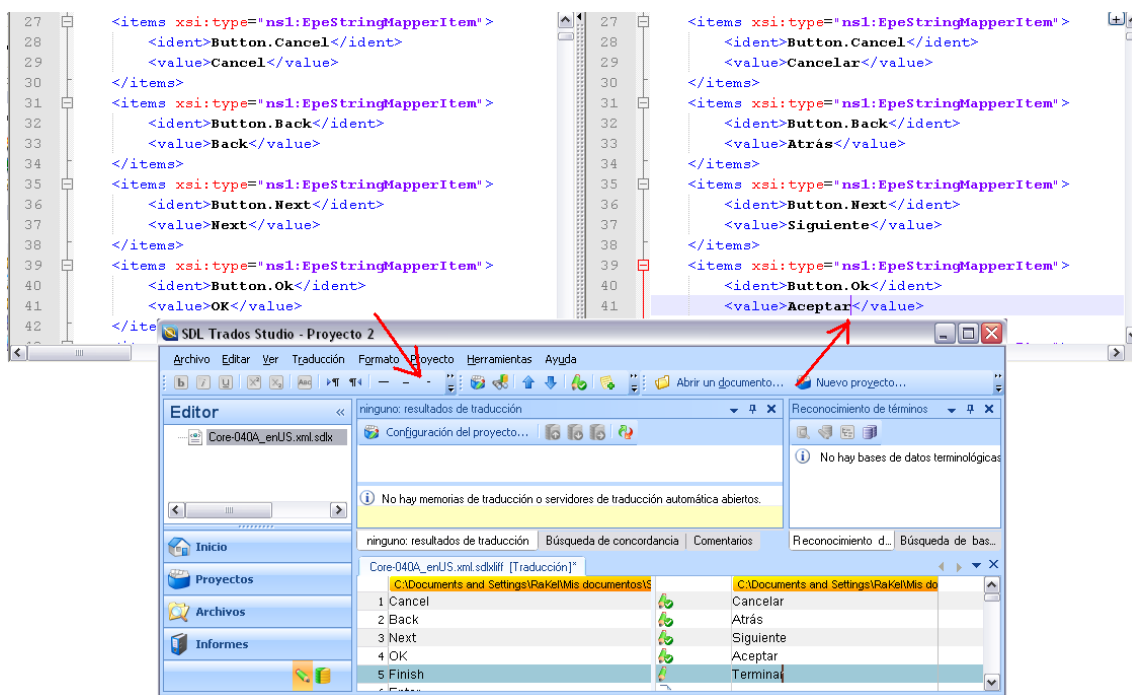 27 <items xsi:type="ns1:EpeStringMapperItem">
28 <ident>Button.Cancel</ident>
29 <value>Cancel</value>
30 </items>
31 <items xsi:type="ns1:EpeStringMapperItem">
32 <ident>Button.Back</ident>
33 <value>Back</value>
34 </items>
35 <items xsi:type="ns1:EpeStringMapperItem">
36 <ident>Button.Next</ident>
37 <value>Next</value>
38 </items>
39 <items xsi:type="ns1:EpeStringMapperItem">
40 <ident>Button.Ok</ident>
41 <value>OK</value>
42 </ite
27 <items xsi:type="ns1:EpeStringMapperItem">
28 <ident>Button.Cancel</ident>
29 <value>Cancelar</value>
30 </items>
31 <items xsi:type="ns1:EpeStringMapperItem">
32 <ident>Button.Back</ident>
33 <value>Atrás</value>
34 </items>
35 <items xsi:type="ns1:EpeStringMapperItem">
36 <ident>Button.Next</ident>
37 <value>Siguiente</value>
38 </items>
39 <items xsi:type="ns1:EpeStringMapperItem">
40 <ident>Button.Ok</ident>
41 <value>Aceptar</value>
SDL Trados Studio - Proyecto 2
Archivo Editar Ver Traducción Formato Proyecto Herramientas Ayuda
Abrir un documento... Nuevo proyecto...
Editor
Core-040A_enUS.xml.sdlx
ninguno: resultados de traducción
Configuración del proyecto...
No hay memorias de traducción o servidores de traducción automática abiertos.
Reconocimiento de términos
No hay bases de datos terminológicas
ninguno: resultados de traducción Búsqueda de concordancia Comentarios
Reconocimiento d... Búsqueda de bas...
Inicio
Proyectos
Archivos
Informes
Core-040A_enUS.xml.sdlxliff [Traducción]*
C:\Documents and Settings\RaKel\Mis documentos\S C:\Documents and Settings\RaKel\Mis do
1 Cancel Cancelar
2 Back Atrás
3 Next Siguiente
4 OK Aceptar
5 Finish Terminar